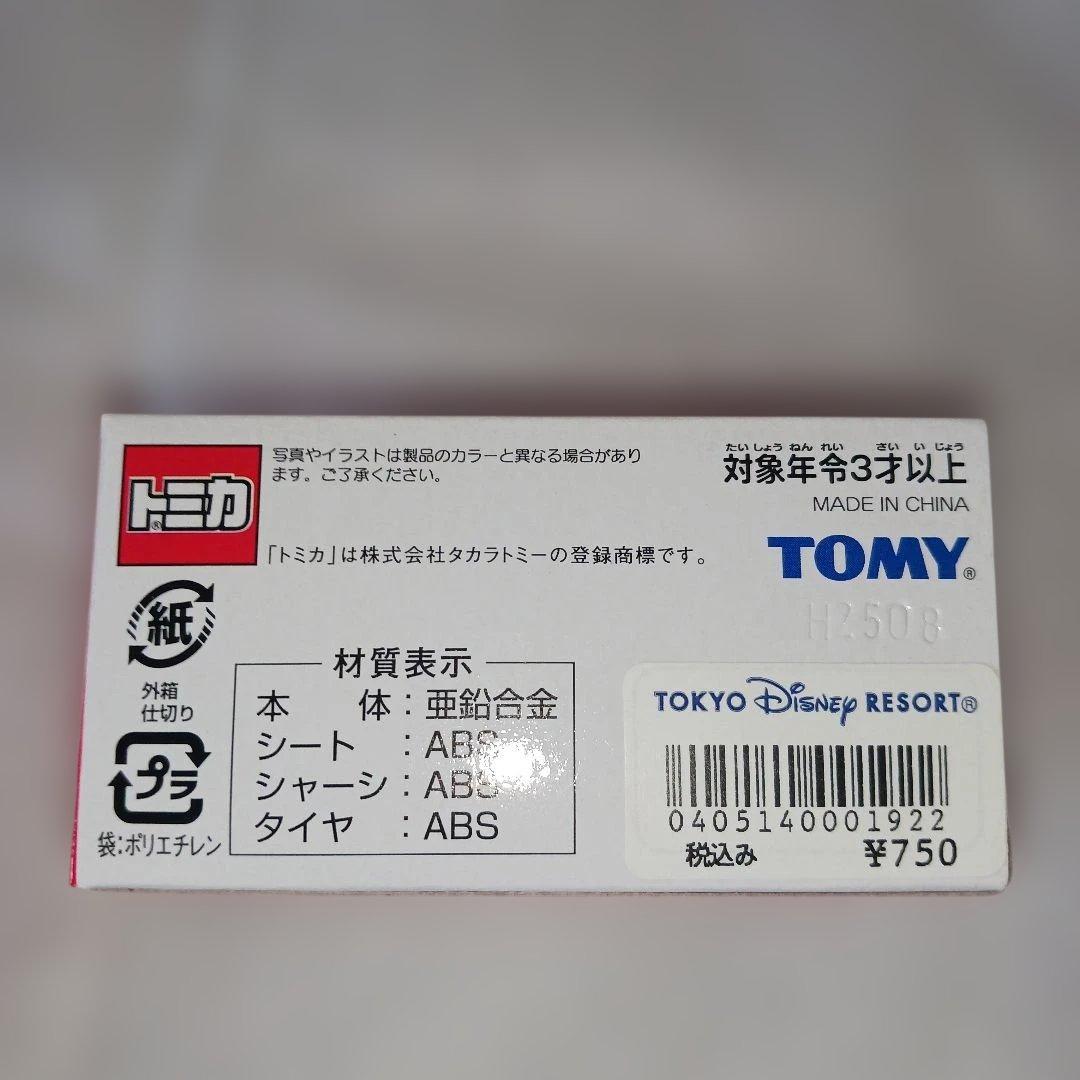 トミカ®
写真やイラストは製品のカラーと異なる場合があり
ます。ご了承ください。
「トミカ」は株式会社タカラトミーの登録商標です。
たいしょうねんれい さいいじょう
対象年令3才以上
MADE IN CHINA
TOMY®
紙
外箱
仕切り
プラ
袋:ポリエチレン
材質表示
本 体:亜鉛合金
シート :ABS
シャーシ:ABS
タイヤ :ABS
TOKYO Disney RESORT®
0405140001922
税込み ¥750